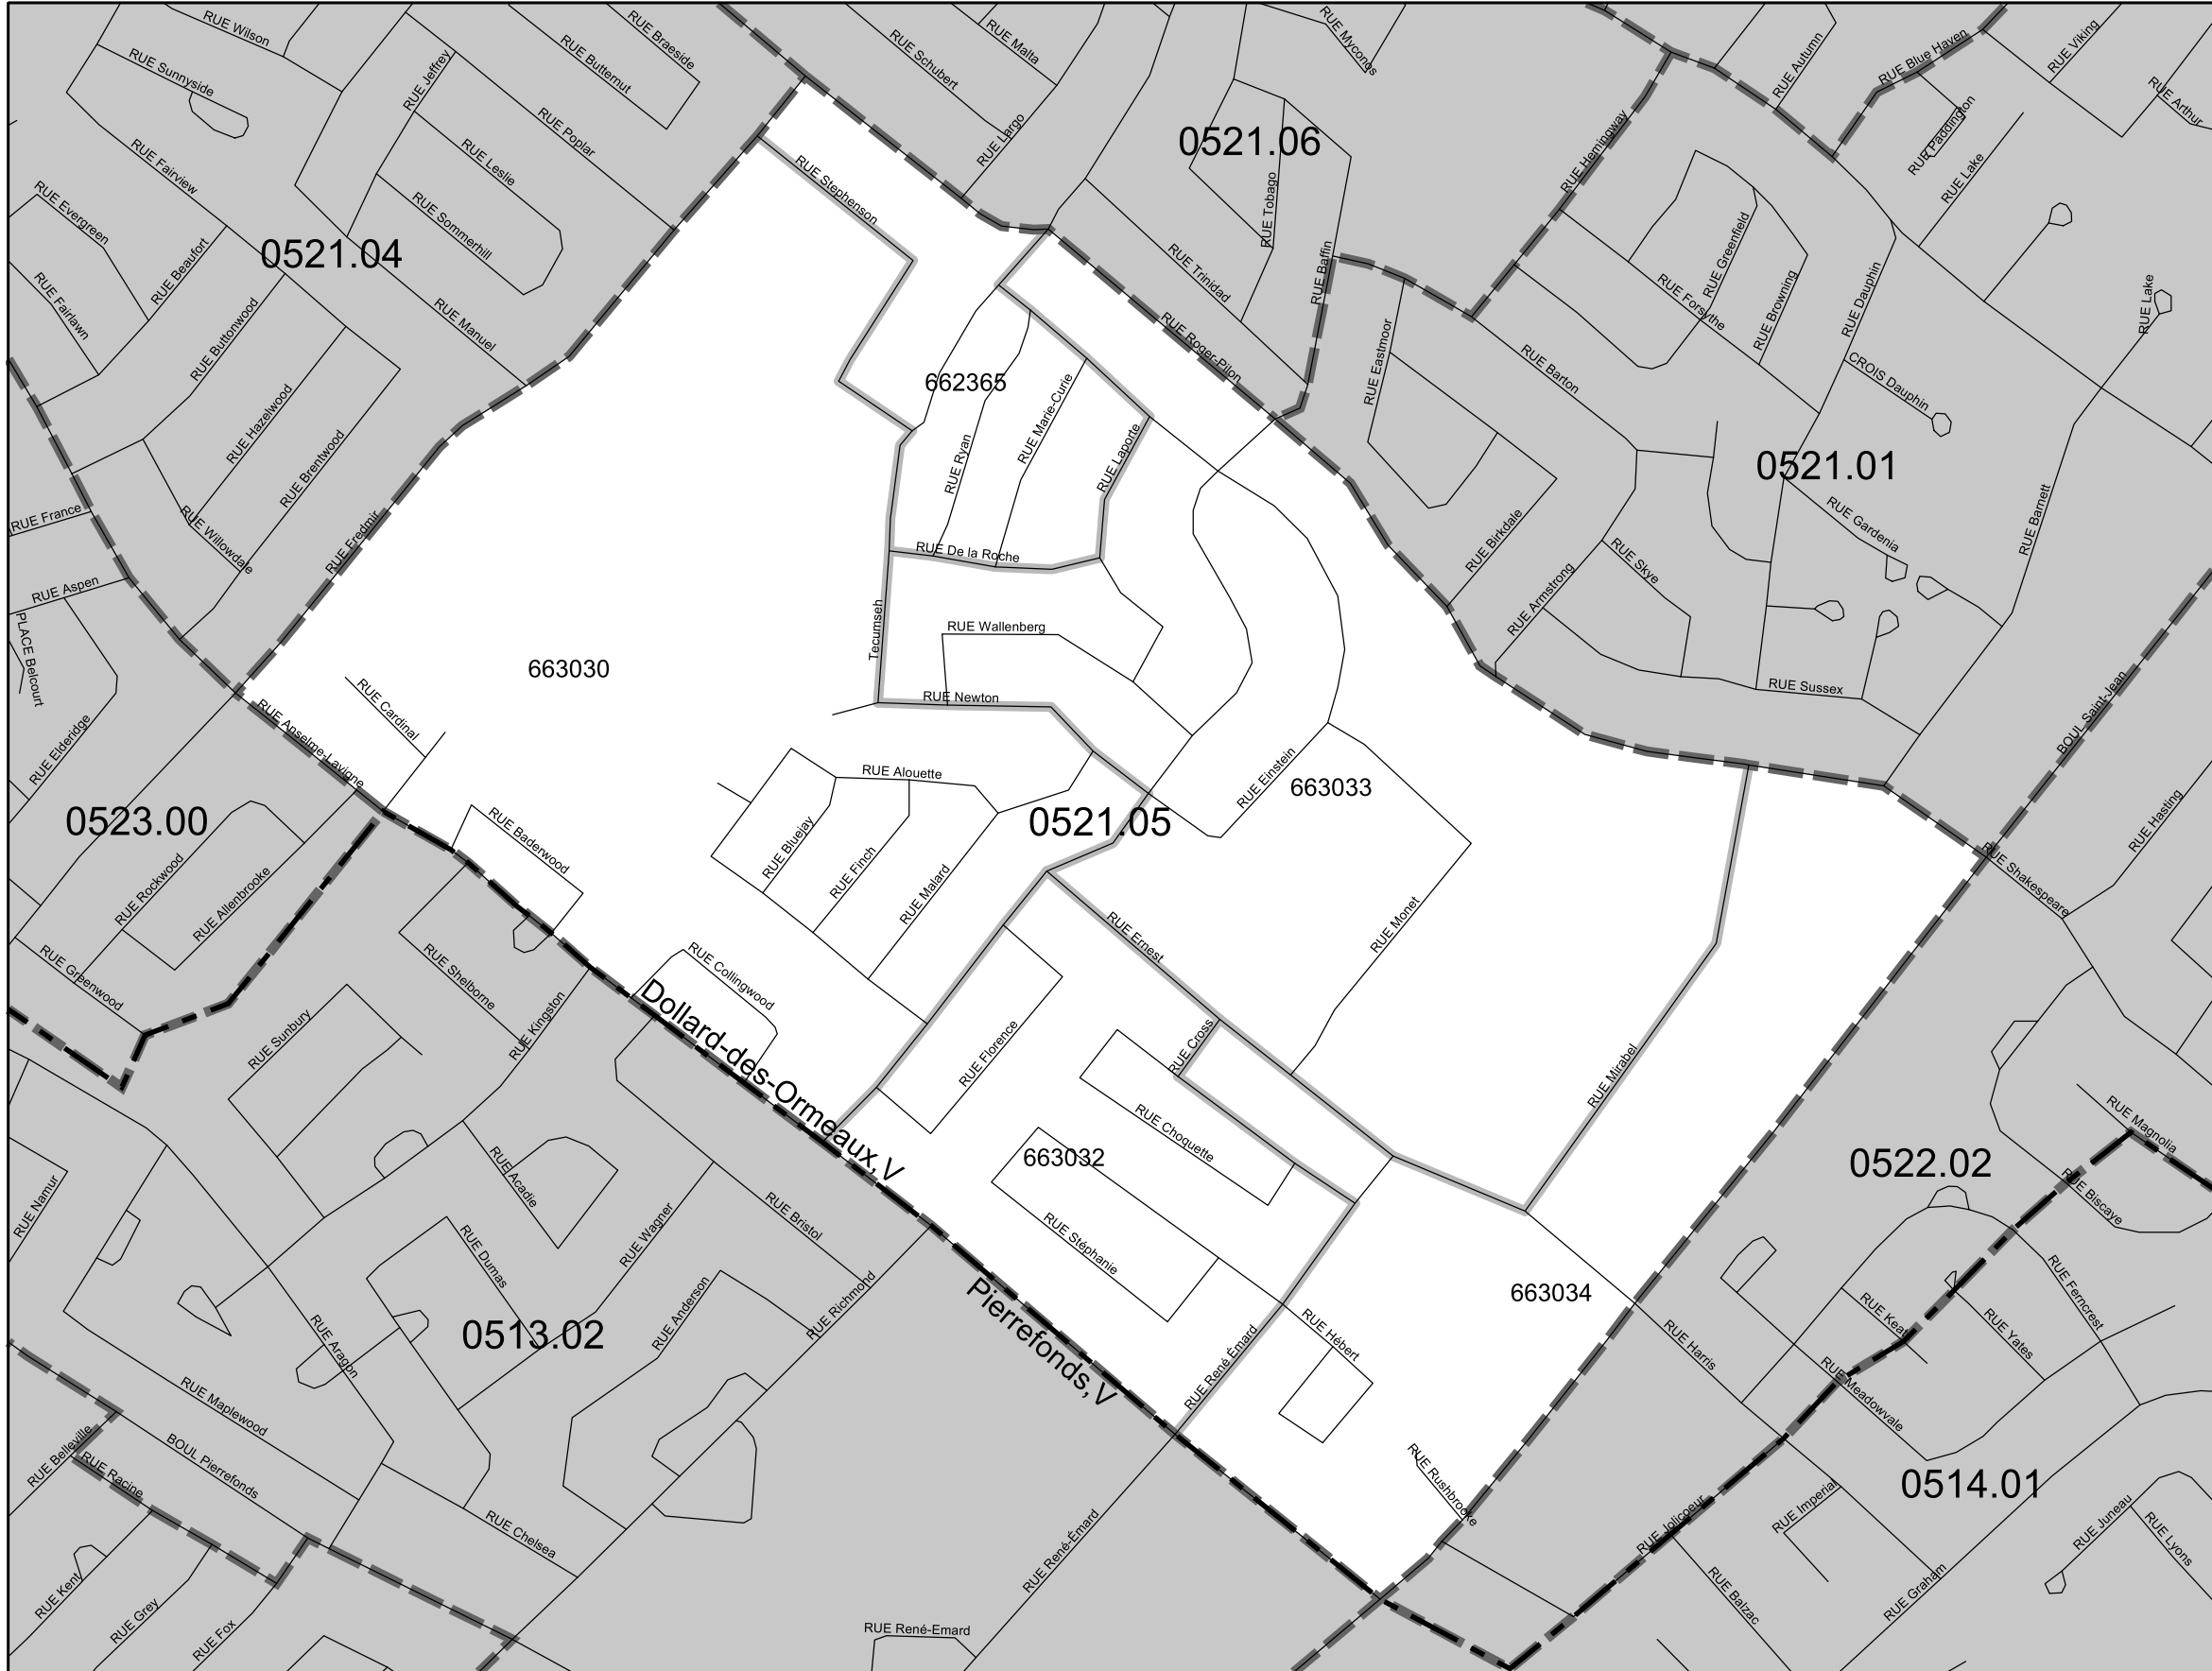 RUE Wilson
RUE Sunnyside
RUE Jeffrey
RUE Butternut
RUE Braeside
RUE Schubert
RUE Malta
RUE Myconos
RUE Autumn
RUE Blue Haven
RUE Viking
RUE Arthur
RUE Paddington
RUE Lake
RUE Poplar
RUE Largo
0521.06
RUE Hemingway
RUE Fairview
RUE Leslie
RUE Stephenson
RUE Tobago
RUE Evergreen
RUE Beaufort
RUE Sommerhill
0521.04
RUE Trinidad
RUE Baffin
RUE Greenfield
RUE Forsythe
RUE Browning
RUE Dauphin
RUE Lake
RUE Fairlawn
RUE Buttonwood
RUE Manuel
RUE Roger-Pilon
RUE Eastmoor
RUE Barton
CROIS Dauphin
662365
RUE Hazelwood
RUE Brentwood
RUE Ryan
RUE Marie-Curie
RUE Laporte
0521.01
RUE France
RUE Willowdale
RUE Fredmir
RUE De la Roche
RUE Birkdale
RUE Gardenia
RUE Barnett
RUE Skye
RUE Armstrong
RUE Aspen
PLACE Belcourt
Tecumseh
RUE Wallenberg
663030
RUE Newton
RUE Sussex
BOUL Saint-Jean
RUE Cardinal
RUE Anselme-Lavigne
RUE Elderidge
RUE Alouette
RUE Einstein
663033
0523.00
0521.05
RUE Baderwood
RUE Bluejay
RUE Finch
RUE Malard
RUE Hasting
RUE Shakespeare
RUE Rockwood
RUE Allenbrooke
RUE Greenwood
RUE Shelborne
RUE Collingwood
RUE Ernest
RUE Monet
RUE Sunbury
RUE Kingston
Dollard-des-Ormeaux,V
RUE Florence
RUE Cross
RUE Mirabel
RUE Choquette
663032
RUE Magnolia
0522.02
RUE Biscaye
RUE Namur
RUE Acadie
RUE Wagner
RUE Bristol
RUE Stéphanie
RUE Dumas
RUE Anderson
RUE Richmond
Pierrefonds,V
663034
RUE Ferncrest
RUE Yates
RUE Harris
RUE Meadowvale
0513.02
RUE Aragon
RUE Hébert
RUE René-Émard
RUE Maplewood
BOUL Pierrefonds
RUE Belleville
RUE Racine
RUE Rushbrooke
0514.01
RUE Jolicoeur
RUE Imperial
RUE Juneau
RUE Lyons
RUE Chelsea
RUE René-Émard
RUE Kent
RUE Grey
RUE Fox
RUE Balzac
RUE Graham
RUE René-Emard